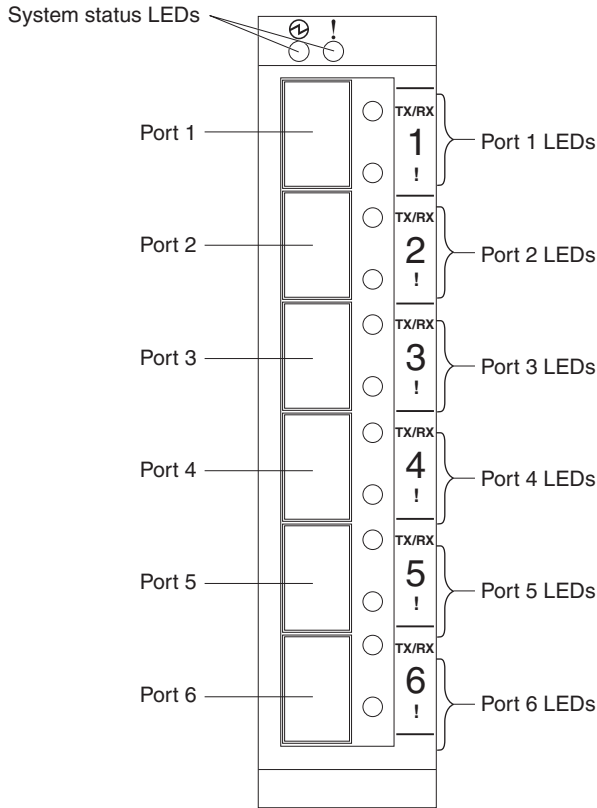 System status LEDs
!
TX/RX
Port 1
1
Port 1 LEDs
!
TX/RX
Port 2
2
Port 2 LEDs
!
TX/RX
Port 3
3
Port 3 LEDs
!
TX/RX
Port 4
4
Port 4 LEDs
!
TX/RX
Port 5
5
Port 5 LEDs
!
TX/RX
Port 6
6
Port 6 LEDs
!